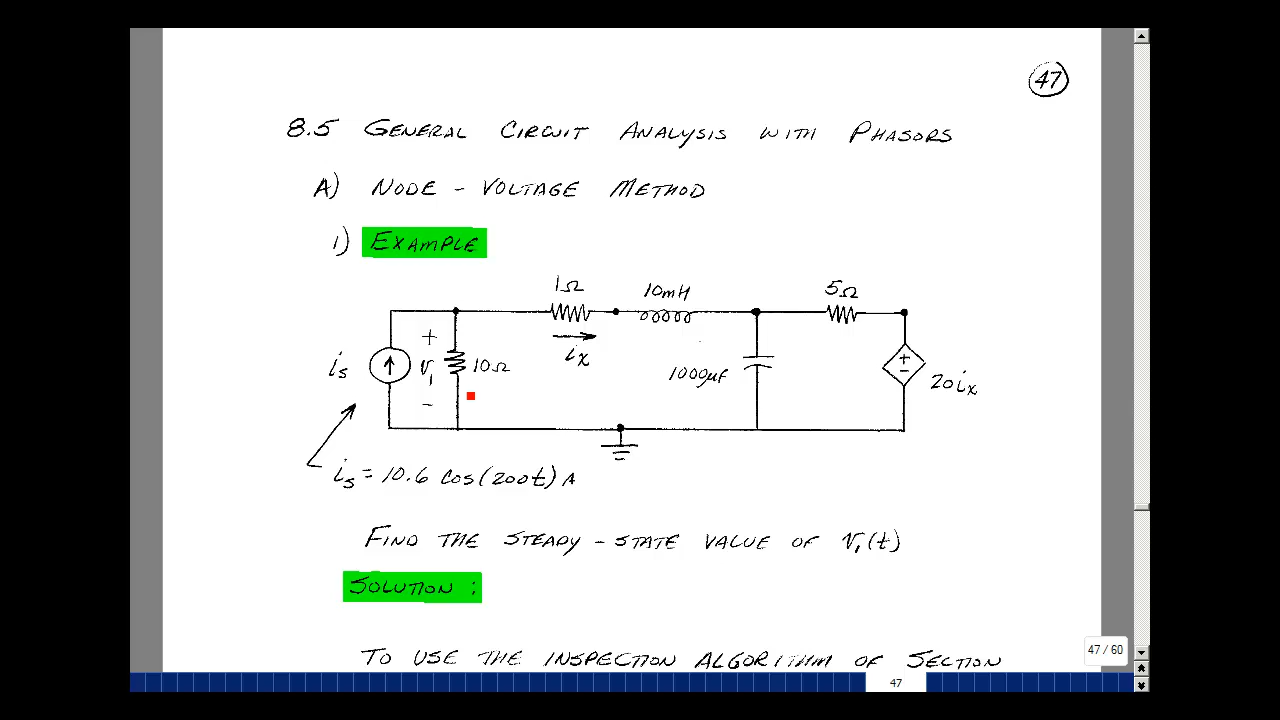 47
8.5 GENERAL CIRCUIT ANALYSIS WITH PHASORS
A) NODE - VOLTAGE METHOD
1) EXAMPLE
1Ω 10mH 5Ω
+
iₛ v₁ 10Ω iₓ 1000μF + - 20iₓ
-
iₛ = 10.6 cos(200t) A
FIND THE STEADY - STATE VALUE OF v₁(t)
SOLUTION :
TO USE THE INSPECTION ALGORITHM OF SECTION
47 / 60
47